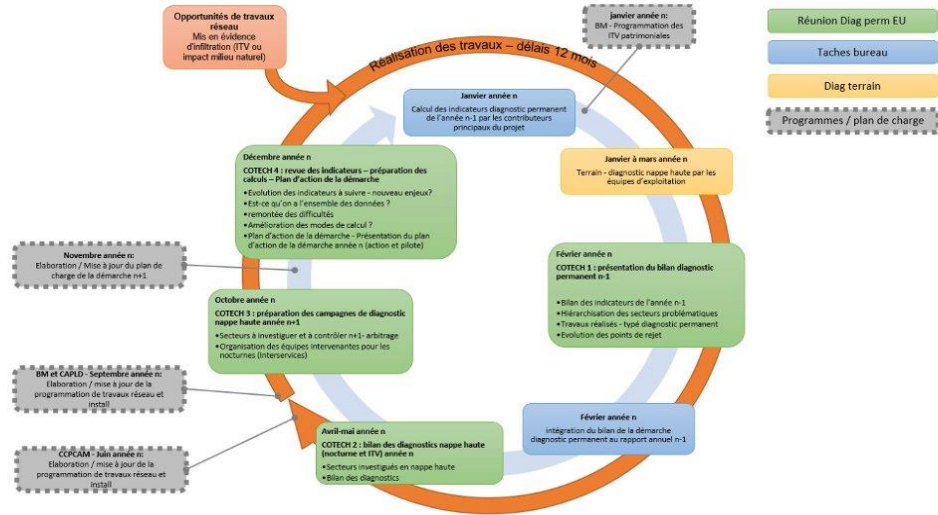 Opportunités de travaux
réseau
Mis en évidence
d'infiltration (ITV ou
impact milieu naturel)
Réalisation des travaux – délais 12 mois
janvier année n:
BM - Programmation des
ITV patrimoniales
Réunion Diag perm EU
Taches bureau
Diag terrain
Programmes / plan de charge
Janvier année n
Calcul des indicateurs diagnostic permanent
de l'année n-1 par les contributeurs
principaux du projet
Janvier à mars année n
Terrain - diagnostic nappe haute par les
équipes d'exploitation
Février année n
COTECH 1 : présentation du bilan diagnostic
permanent n-1
•Bilan des indicateurs de l'année n-1
•Hiérarchisation des secteurs problématiques
•Travaux réalisés - typé diagnostic permanent
•Evolution des points de rejet
Février année n
intégration du bilan de la démarche
diagnostic permanent au rapport annuel n-1
Avril-mai année n
COTECH 2 : bilan des diagnostics nappe haute
(nocturne et ITV) année n
•Secteurs investigués en nappe haute
•Bilan des diagnostics
CCPCAM - Juin année n:
Elaboration / mise à jour de la
programmation de travaux réseau et
install
BM et CAPLD - Septembre année n:
Elaboration / mise à jour de la
programmation de travaux réseau et
install
Octobre année n
COTECH 3 : préparation des campagnes de diagnostic
nappe haute année n+1
•Secteurs à investiguer et à contrôler n+1- arbitrage
•Organisation des équipes intervenantes pour les
nocturnes (interservices)
Novembre année n:
Elaboration / Mise à jour du plan de
charge de la démarche n+1
Décembre année n
COTECH 4 : revue des indicateurs – préparation des
calculs – Plan d'action de la démarche
•Evolution des indicateurs à suivre - nouveau enjeux?
•Est-ce qu'on a l'ensemble des données ?
•remontée des difficultés
•Amélioration des modes de calcul ?
•Plan d'action de la démarche - Présentation du plan
d'action de la démarche année n (action et pilote)